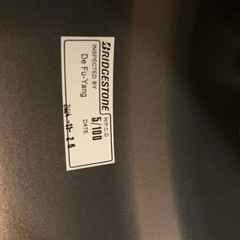 BRIDGESTONE
INSPECTED BY
De Fu-Yang
H/P.C.D
5/100
DATE